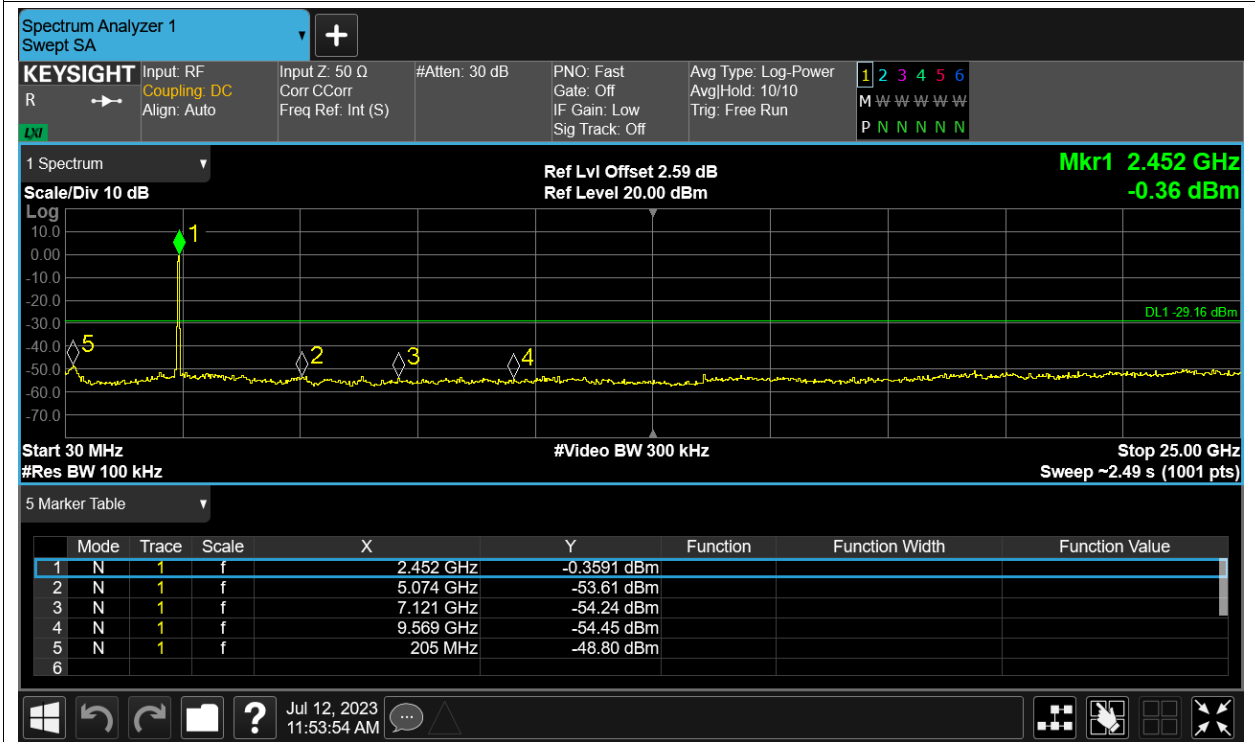 Spectrum Analyzer 1
Swept SA
KEYSIGHT Input: RF Input Z: 50 Ω #Atten: 30 dB PNO: Fast Avg Type: Log-Power 1 2 3 4 5 6
R Coupling: DC Corr CCorr Gate: Off Avg|Hold: 10/10 M W W W W W
Align: Auto Freq Ref: Int (S) IF Gain: Low Trig: Free Run
LXI Sig Track: Off P N N N N N
1 Spectrum Ref Lvl Offset 2.59 dB Mkr1 2.452 GHz
Scale/Div 10 dB Ref Level 20.00 dBm -0.36 dBm
Log
10.0 1
0.00
-10.0
-20.0
DL1 -29.16 dBm
-30.0
-40.0 5 2 3 4
-50.0
-60.0
-70.0
Start 30 MHz #Video BW 300 kHz Stop 25.00 GHz
#Res BW 100 kHz Sweep ~2.49 s (1001 pts)
5 Marker Table
Mode Trace Scale X Y Function Function Width Function Value
1 N 1 f 2.452 GHz -0.3591 dBm
2 N 1 f 5.074 GHz -53.61 dBm
3 N 1 f 7.121 GHz -54.24 dBm
4 N 1 f 9.569 GHz -54.45 dBm
5 N 1 f 205 MHz -48.80 dBm
6
? Jul 12, 2023
11:53:54 AM